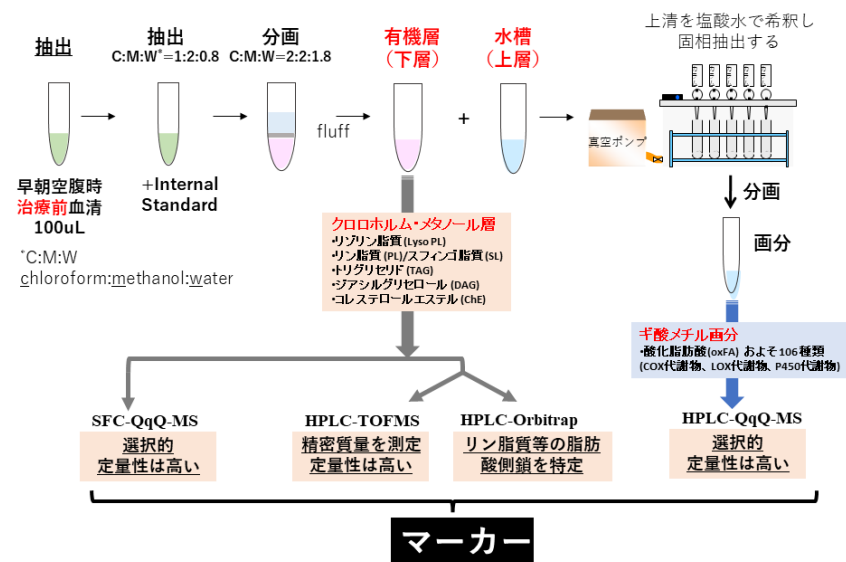 抽出
抽出
C:M:W*=1:2:0.8
分画
C:M:W=2:2:1.8
有機層
（下層）
水槽
（上層）
上清を塩酸水で希釈し
固相抽出する
fluff
+
真空ポンプ
早朝空腹時
治療前血清
100uL
+Internal
Standard
*C:M:W
chloroform:methanol:water
分画
画分
クロロホルム・メタノール層
•リゾリン脂質(Lyso PL)
•リン脂質(PL)/スフィンゴ脂質(SL)
•トリグリセリド(TAG)
•ジアシルグリセロール(DAG)
•コレステロールエステル(ChE)
ギ酸メチル画分
•酸化脂肪酸(oxFA) およそ106種類
(COX代謝物、LOX代謝物、P450代謝物)
SFC-QqQ-MS
選択的
定量性は高い
HPLC-TOFMS
精密質量を測定
定量性は高い
HPLC-Orbitrap
リン脂質等の脂肪
酸側鎖を特定
HPLC-QqQ-MS
選択的
定量性は高い
マーカー